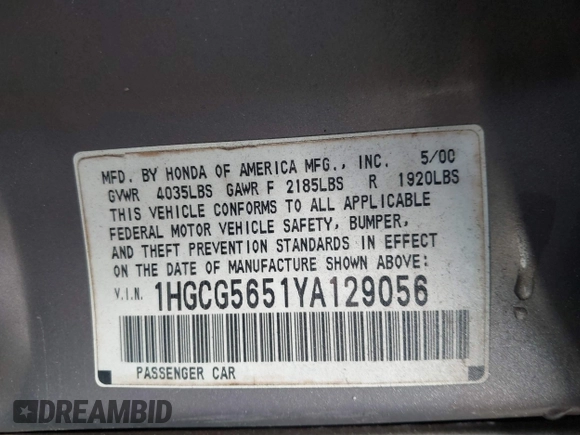 MFD. BY HONDA OF AMERICA MFG., INC. 5/00
GVWR 4035LBS GAWR F 2185LBS R 1920LBS
THIS VEHICLE CONFORMS TO ALL APPLICABLE
FEDERAL MOTOR VEHICLE SAFETY, BUMPER,
AND THEFT PREVENTION STANDARDS IN EFFECT
ON THE DATE OF MANUFACTURE SHOWN ABOVE:
V.I.N. 1HGCG5651YA129056
PASSENGER CAR
DREAMBID